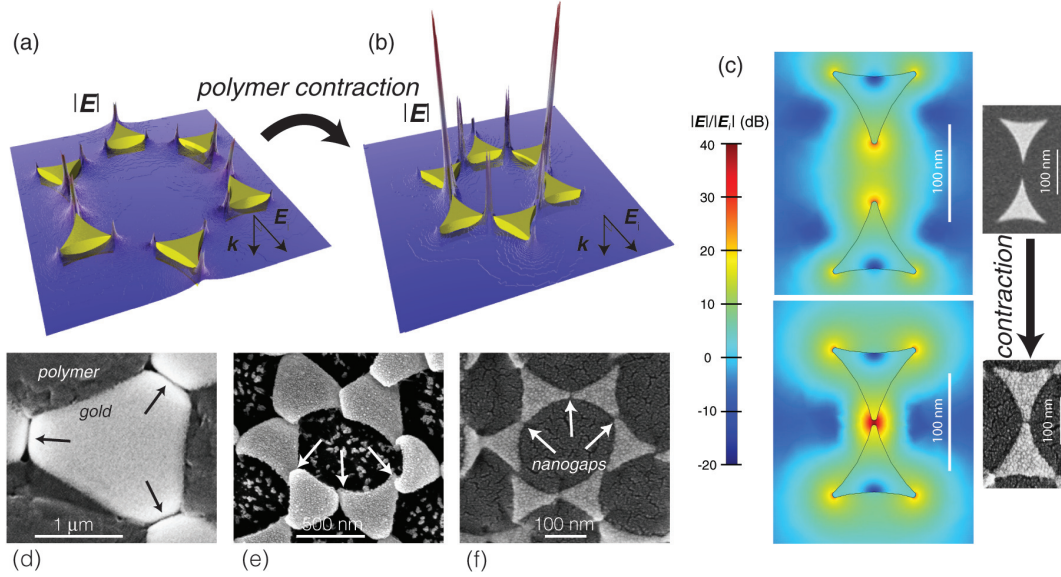 (a)
|E|
polymer contraction
(b)
|E|
k
E
k
E i
(c)
|E|/|Ei| (dB)
40
30
20
10
0
-10
-20
100 nm
100 nm
100 nm
contraction
100 nm
polymer
gold
1 μm
(d)
500 nm
(e)
nanogaps
100 nm
(f)